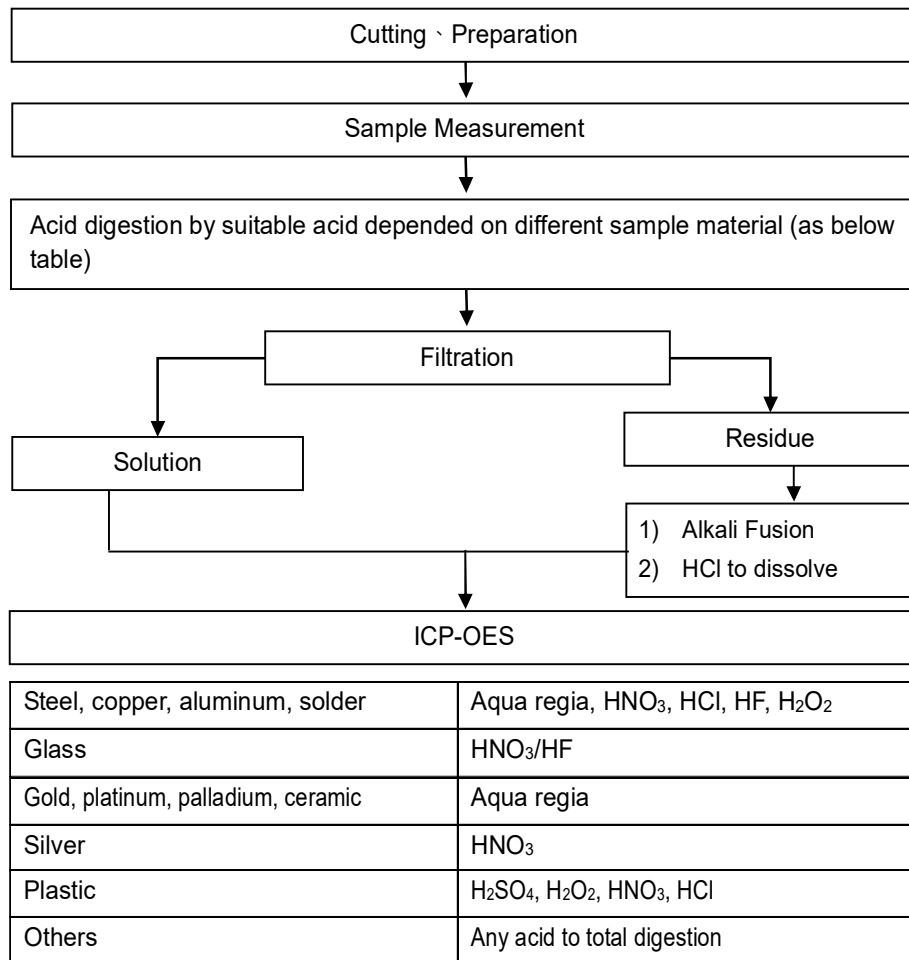 Cutting、Preparation
Sample Measurement
Acid digestion by suitable acid depended on different sample material (as below
table)
Filtration
Solution
Residue
1) Alkali Fusion
2) HCl to dissolve
ICP-OES
Steel, copper, aluminum, solder Aqua regia, HNO₃, HCl, HF, H₂O₂
Glass HNO₃/HF
Gold, platinum, palladium, ceramic Aqua regia
Silver HNO₃
Plastic H₂SO₄, H₂O₂, HNO₃, HCl
Others Any acid to total digestion